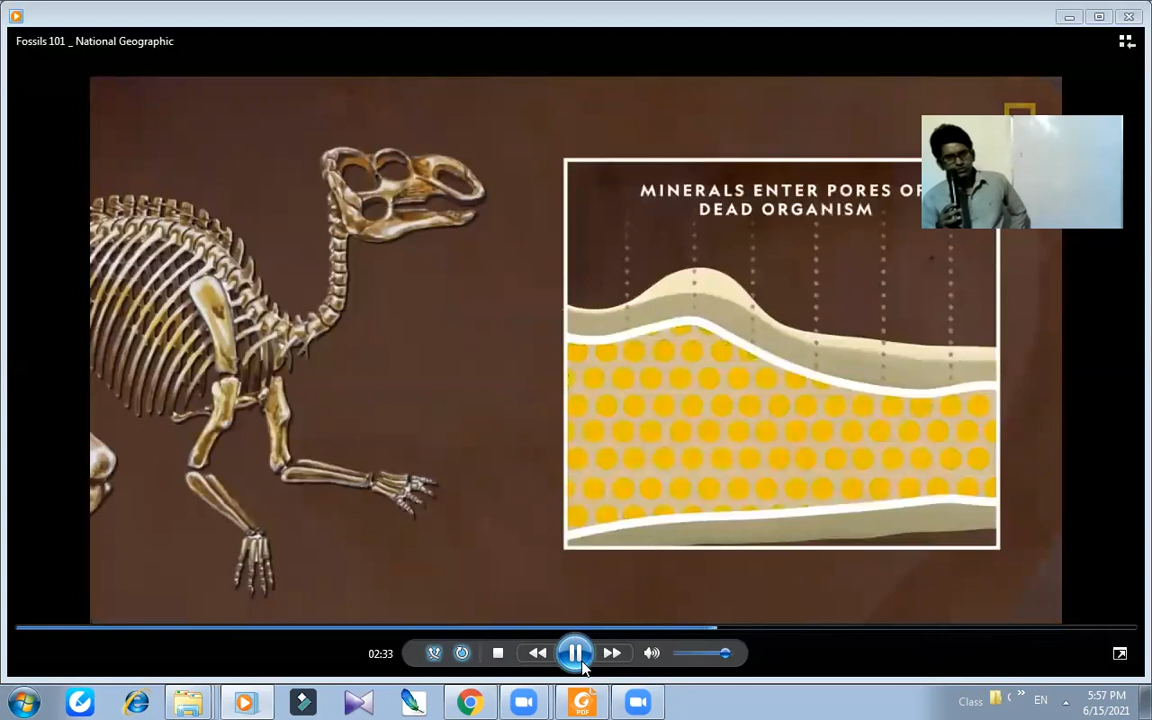 Fossils 101 _ National Geographic
MINERALS ENTER PORES OF
DEAD ORGANISM
02:33
PDF
Class
EN
5:57 PM
6/15/2021